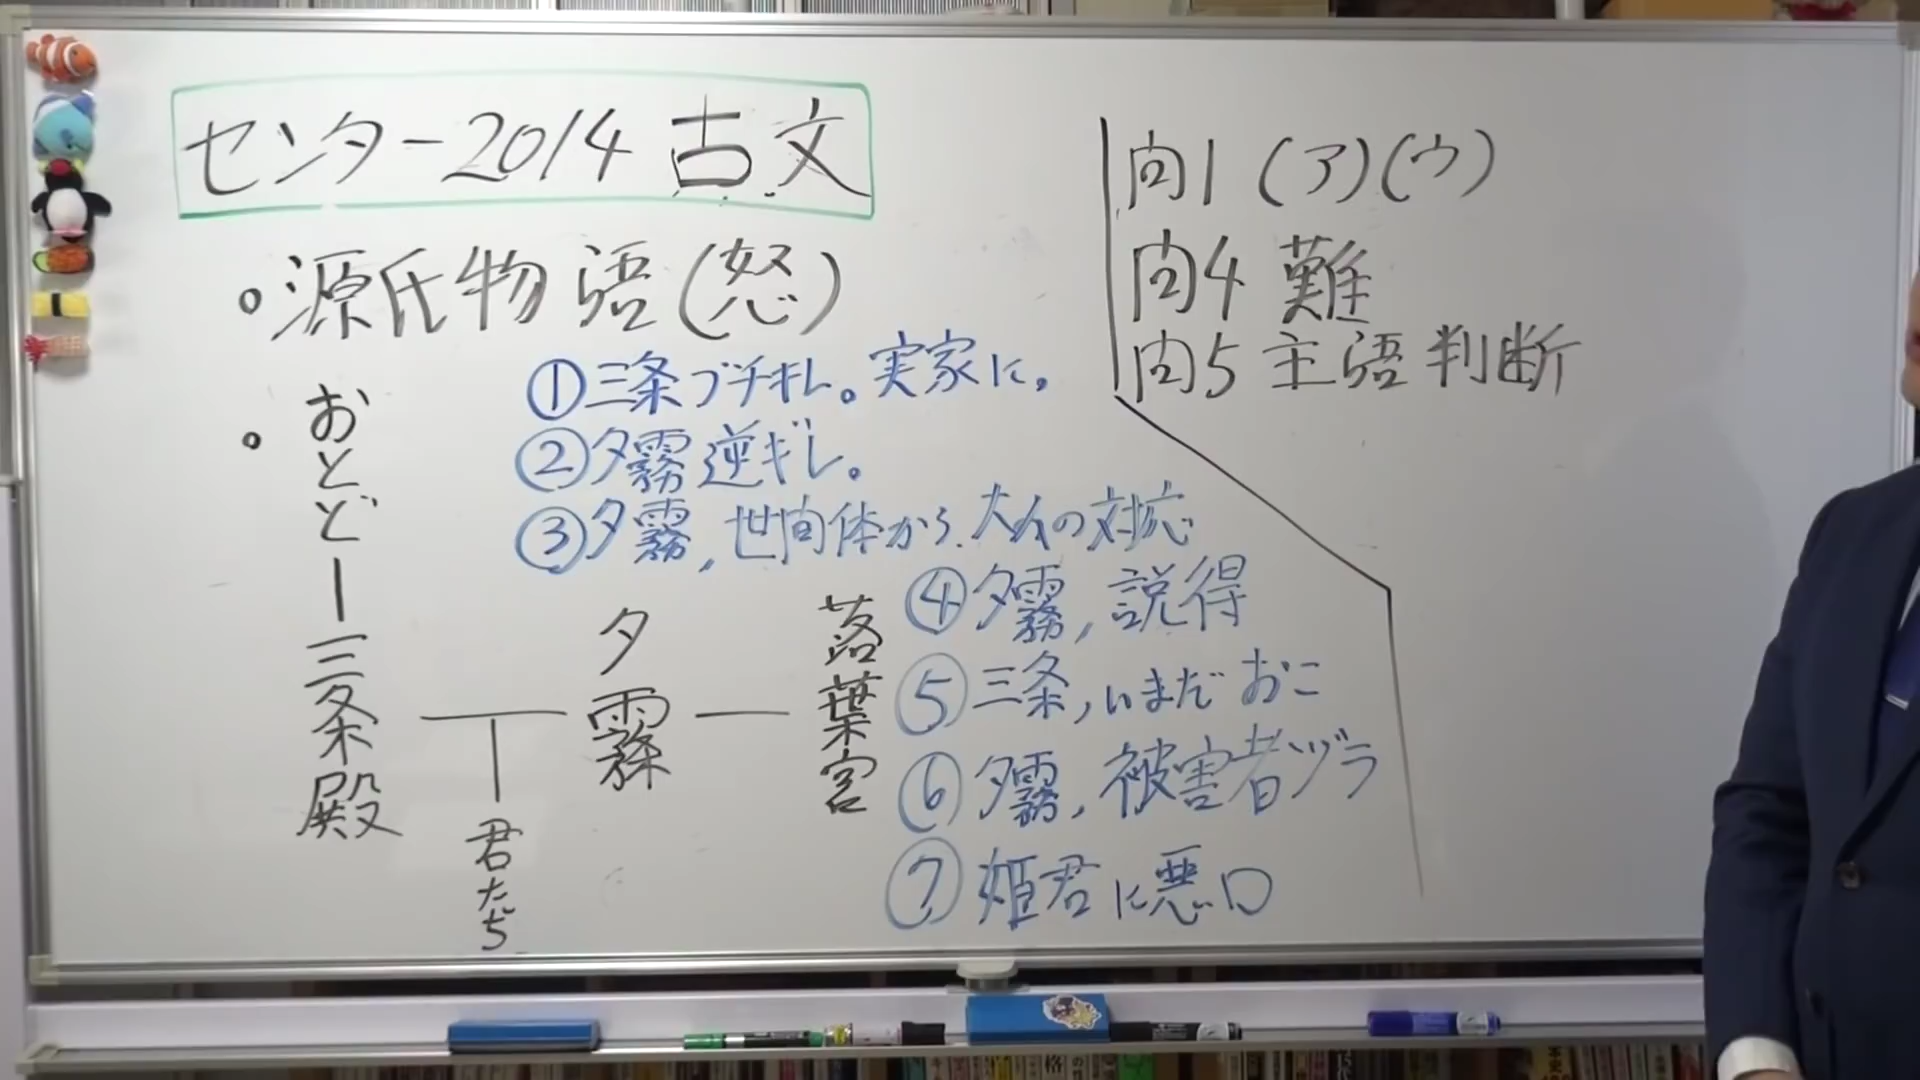 センター2014 古文
・源氏物語(怒)
・おとどー三条殿
夕霧
落葉宮
君たち
①三条ブチキレ。実家に。
②夕霧逆ギレ。
③夕霧,世間体から.大人の対応
④夕霧,説得
⑤三条,いまだおこ
⑥夕霧,被害者ヅラ
⑦姫君に悪口
問1(ア)(ウ)
問4 難
問5 主語判断